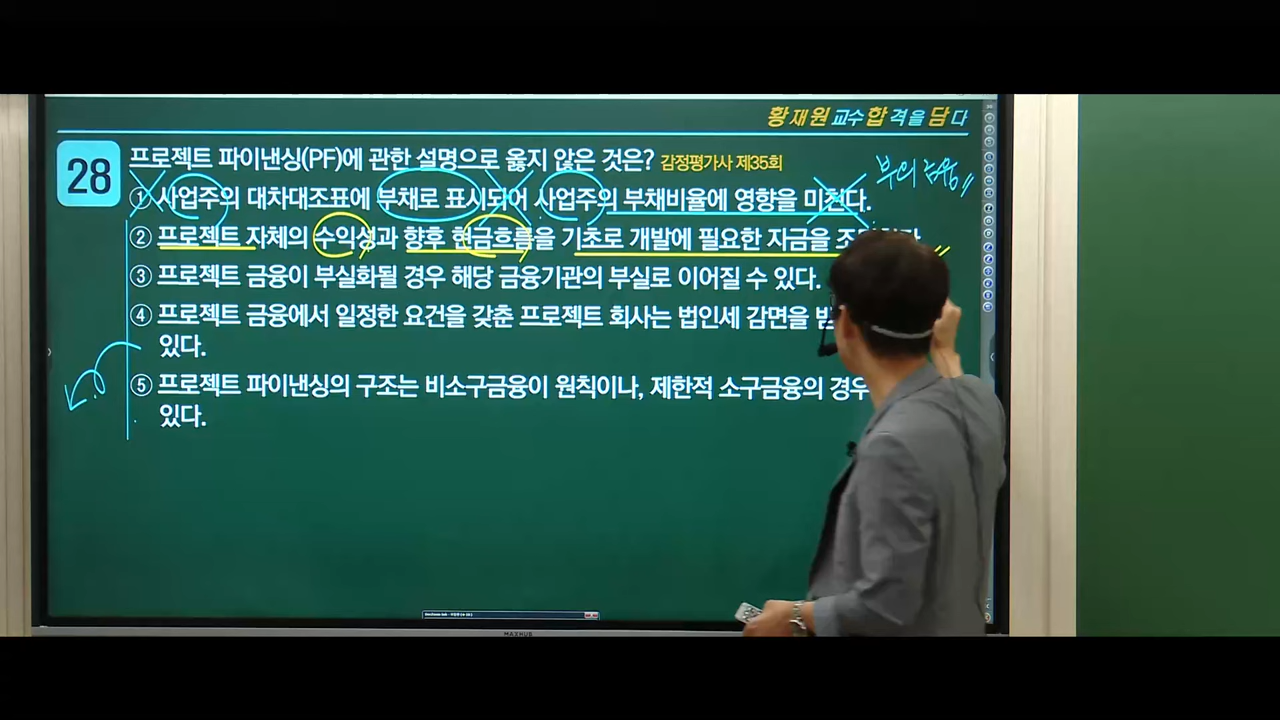 황재원 교수 합격을 담다
28 프로젝트 파이낸싱(PF)에 관한 설명으로 옳지 않은 것은? 감정평가사 제35회
부외금융
① 사업주의 대차대조표에 부채로 표시되어 사업주의 부채비율에 영향을 미친다.
② 프로젝트 자체의 수익성과 향후 현금흐름을 기초로 개발에 필요한 자금을
③ 프로젝트 금융이 부실화될 경우 해당 금융기관의 부실로 이어질 수 있다.
④ 프로젝트 금융에서 일정한 요건을 갖춘 프로젝트 회사는 법인세 감면을
있다.
⑤ 프로젝트 파이낸싱의 구조는 비소구금융이 원칙이나, 제한적 소구금융의 경우
있다.
MAXHUB